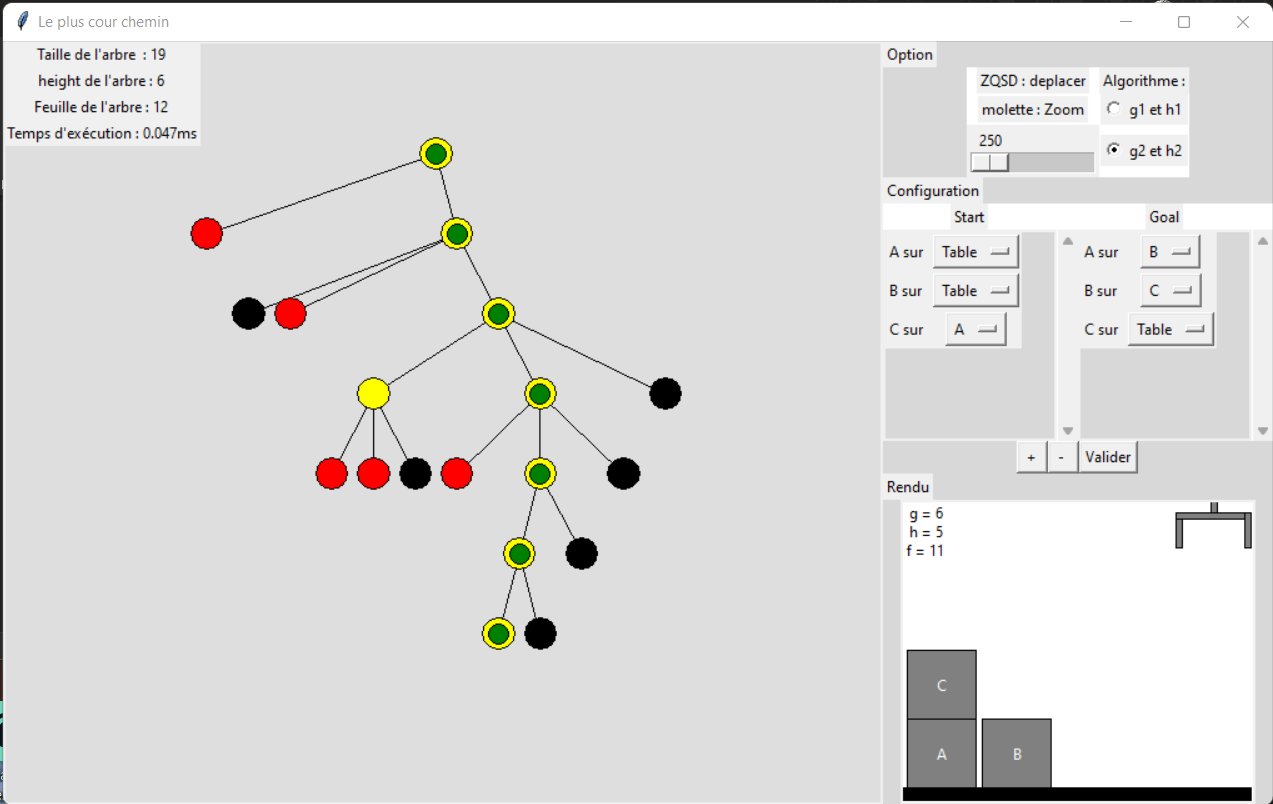 Le plus cour chemin
Taille de l'arbre : 19
height de l'arbre : 6
Feuille de l'arbre : 12
Temps d'exécution : 0.047ms
Option
ZQSD : deplacer
molette : Zoom
250
Algorithme :
g1 et h1
g2 et h2
Configuration
Start
Goal
A sur Table
B sur Table
C sur A
A sur B
B sur C
C sur Table
+ - Valider
Rendu
g = 6
h = 5
f = 11
C
A B